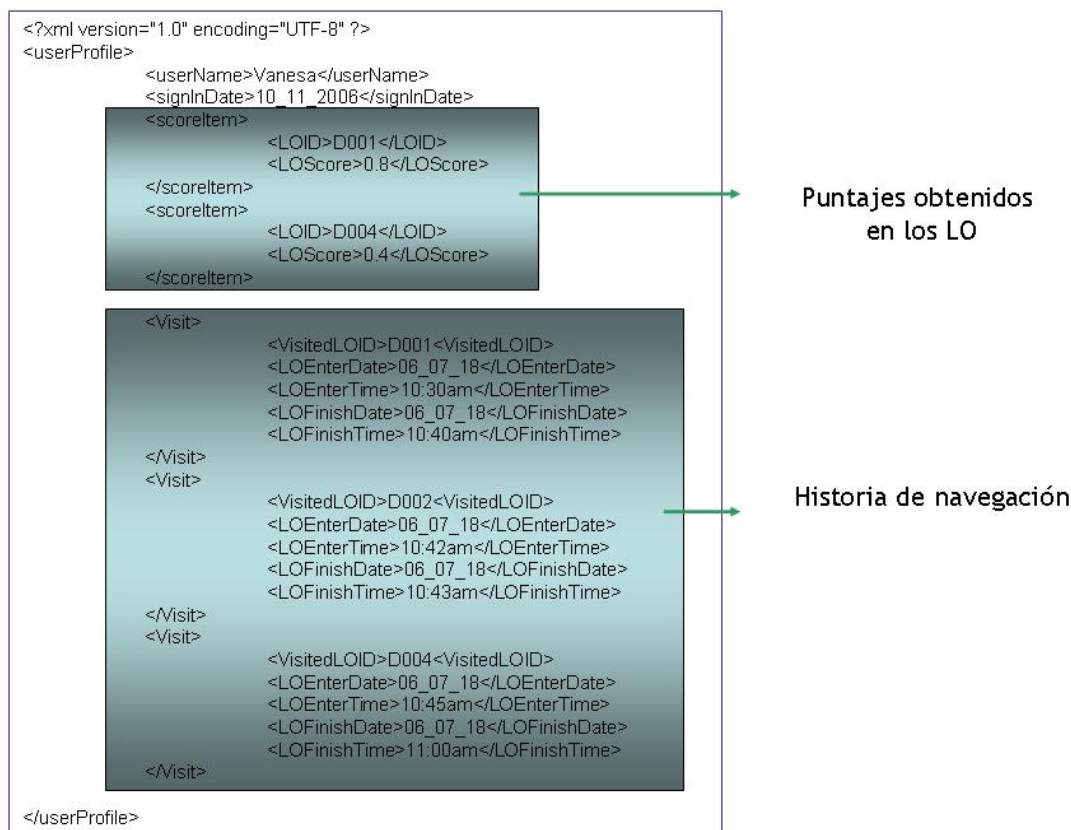 <?xml version="1.0" encoding="UTF-8" ?>
<userProfile>
<userName>Vanesa</userName>
<signInDate>10_11_2006</signInDate>
<scoreItem>
<LOID>D001</LOID>
<LOScore>0.8</LOScore>
</scoreItem>
<scoreItem>
<LOID>D004</LOID>
<LOScore>0.4</LOScore>
</scoreItem>
Puntajes obtenidos
en los LO
<Visit>
<VisitedLOID>D001<VisitedLOID>
<LOEnterDate>06_07_18</LOEnterDate>
<LOEnterTime>10:30am</LOEnterTime>
<LOFinishDate>06_07_18</LOFinishDate>
<LOFinishTime>10:40am</LOFinishTime>
</Visit>
<Visit>
<VisitedLOID>D002<VisitedLOID>
<LOEnterDate>06_07_18</LOEnterDate>
<LOEnterTime>10:42am</LOEnterTime>
<LOFinishDate>06_07_18</LOFinishDate>
<LOFinishTime>10:43am</LOFinishTime>
</Visit>
<Visit>
<VisitedLOID>D004<VisitedLOID>
<LOEnterDate>06_07_18</LOEnterDate>
<LOEnterTime>10:45am</LOEnterTime>
<LOFinishDate>06_07_18</LOFinishDate>
<LOFinishTime>11:00am</LOFinishTime>
</Visit>
Historia de navegación
</userProfile>